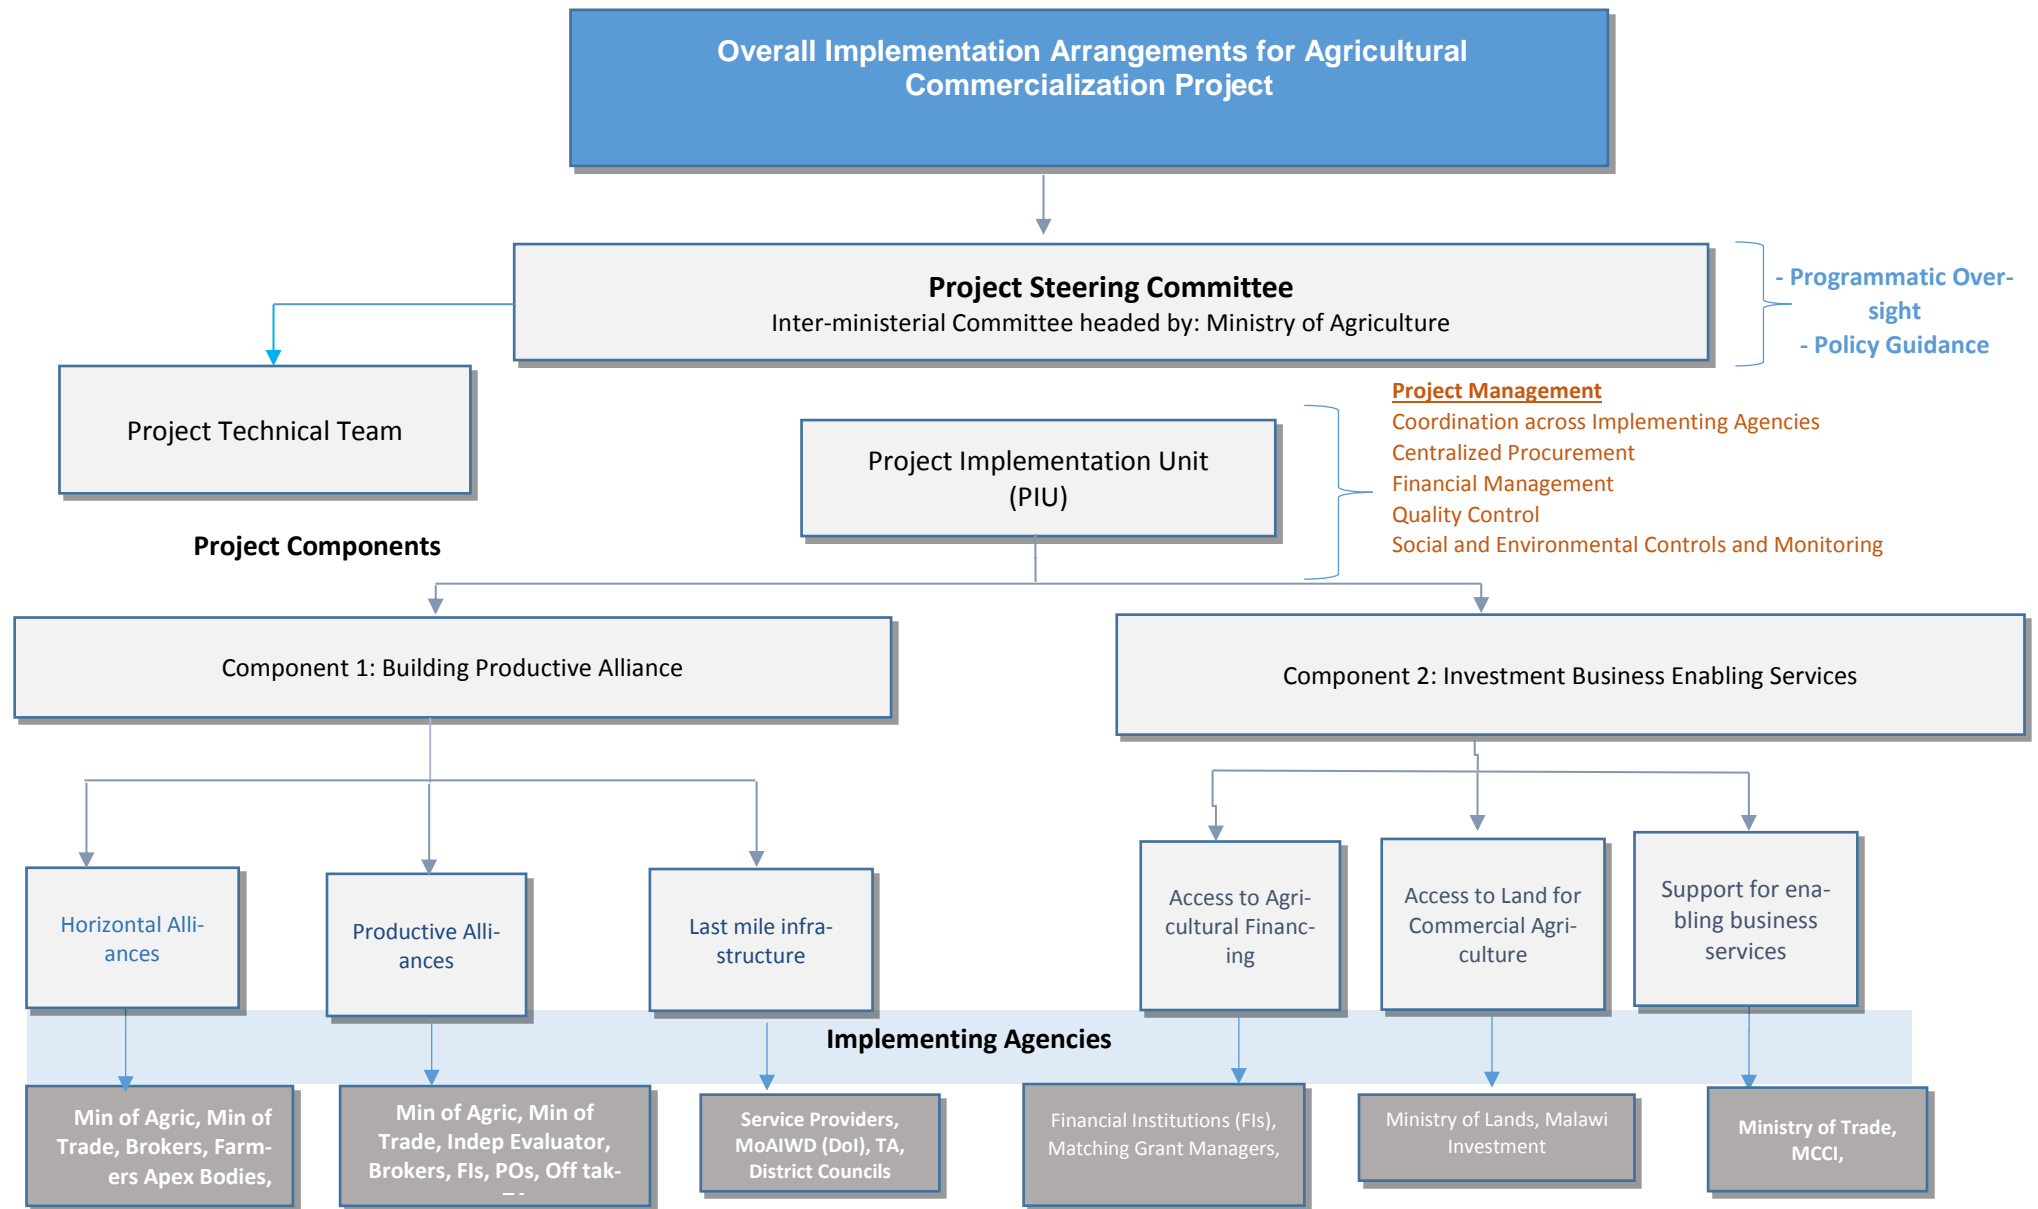 Overall Implementation Arrangements for Agricultural
Commercialization Project
Project Steering Committee
Inter-ministerial Committee headed by: Ministry of Agriculture
- Programmatic Over-
sight
- Policy Guidance
Project Technical Team
Project Implementation Unit
(PIU)
Project Management
Coordination across Implementing Agencies
Centralized Procurement
Financial Management
Quality Control
Social and Environmental Controls and Monitoring
Project Components
Component 1: Building Productive Alliance
Component 2: Investment Business Enabling Services
Horizontal Alli-
ances
Productive Alli-
ances
Last mile infra-
structure
Access to Agri-
cultural Financ-
ing
Access to Land for
Commercial Agri-
culture
Support for ena-
bling business
services
Implementing Agencies
Min of Agric, Min of
Trade, Brokers, Farm-
ers Apex Bodies,
Min of Agric, Min of
Trade, Indep Evaluator,
Brokers, FIs, POs, Off tak-
Service Providers,
MoAIWD (DoI), TA,
District Councils
Financial Institutions (FIs),
Matching Grant Managers,
Ministry of Lands, Malawi
Investment
Ministry of Trade,
MCCI,